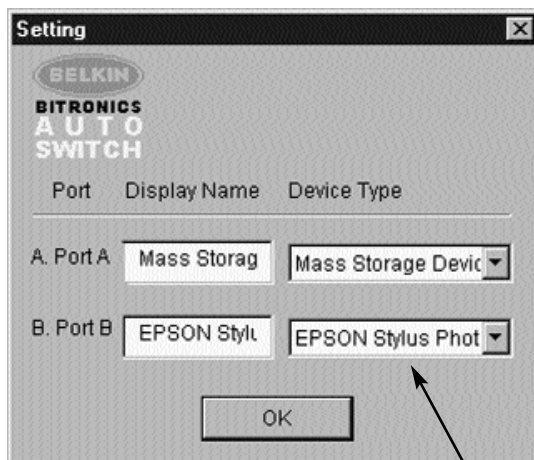 Setting
BELKIN
BITRONICS
AUTO
SWITCH
Port Display Name Device Type
A. Port A Mass Storag Mass Storage Devic
B. Port B EPSON Styl EPSON Stylus Phot
OK